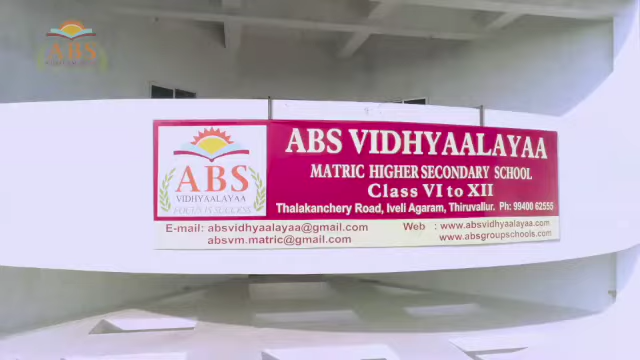 ABS
ABS VIDHYAALAYAA
MATRIC HIGHER SECONDARY SCHOOL
Class VI to XII
Thalakanchery Road, Iveli Agaram, Thiruvallur. Ph: 99400 62555
ABS
VIDHYAALAYAA
FOCUS IS SUCCESS
E-mail: absvidhyaalayaa@gmail.com
absvm.matric@gmail.com
Web : www.absvidhyaalayaa.com
www.absgroupschools.com